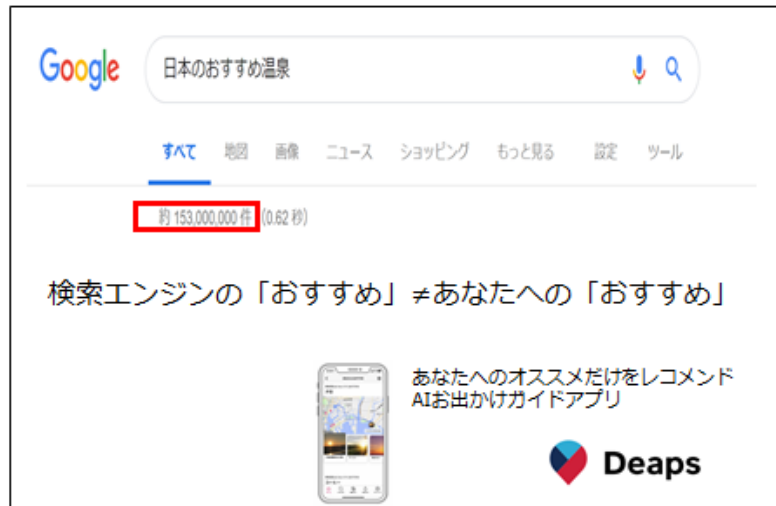 Google
日本のおすすめ温泉
すべて 地図 画像 ニュース ショッピング もっと見る 設定 ツール
約 153,000,000 件 (0.62 秒)
検索エンジンの「おすすめ」≠あなたへの「おすすめ」
あなたへのオススメだけをレコメンド
AIお出かけガイドアプリ
Deaps